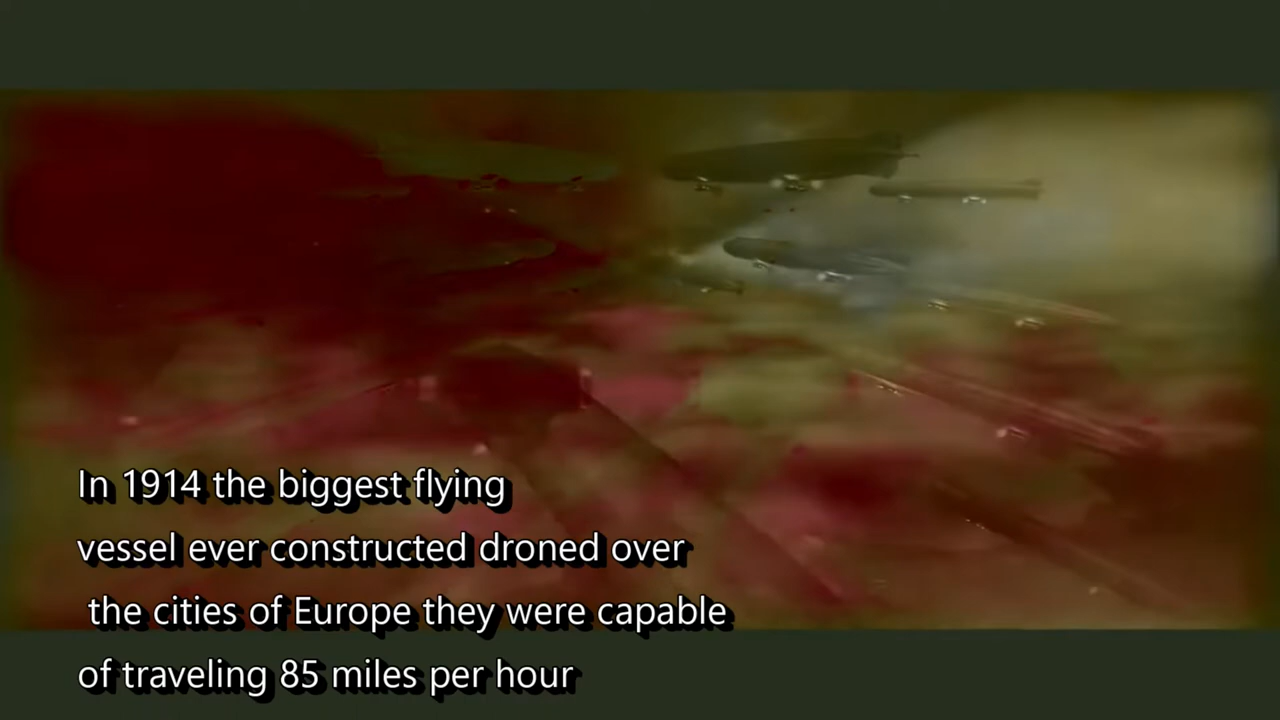 In 1914 the biggest flying
vessel ever constructed droned over
the cities of Europe they were capable
of traveling 85 miles per hour